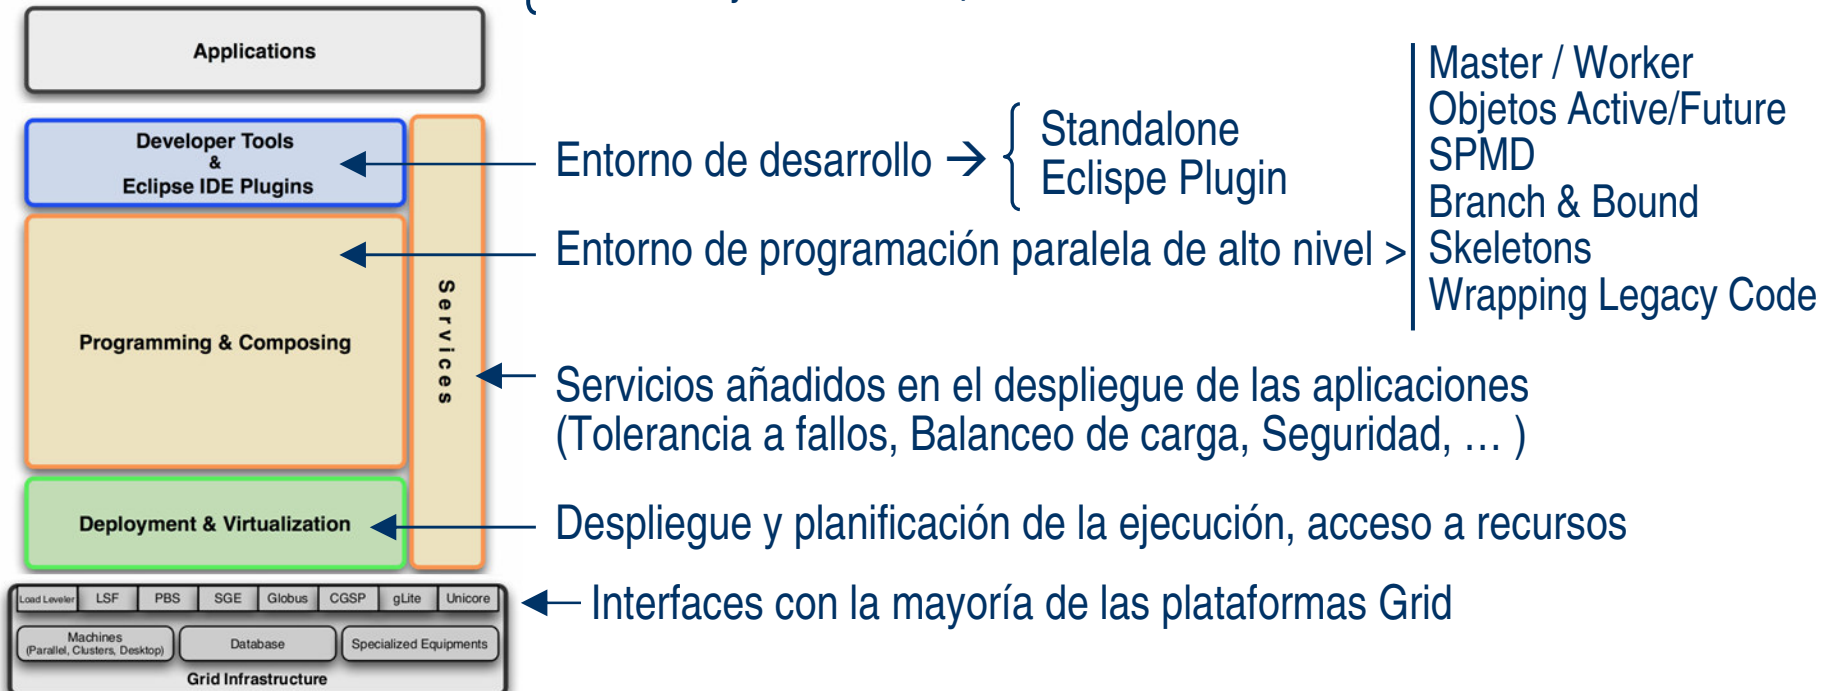 Applications
Developer Tools
&
Eclipse IDE Plugins
Programming & Composing
Services
Deployment & Virtualization
Load Leveler LSF PBS SGE Globus CGSP gLite Unicore
Machines
(Parallel, Clusters, Desktop)
Database
Specialized Equipments
Grid Infrastructure
Entorno de desarrollo →
Standalone
Eclispe Plugin
Entorno de programación paralela de alto nivel >
Master / Worker
Objetos Active/Future
SPMD
Branch & Bound
Skeletons
Wrapping Legacy Code
Servicios añadidos en el despliegue de las aplicaciones
(Tolerancia a fallos, Balanceo de carga, Seguridad, … )
Despliegue y planificación de la ejecución, acceso a recursos
Interfaces con la mayoría de las plataformas Grid